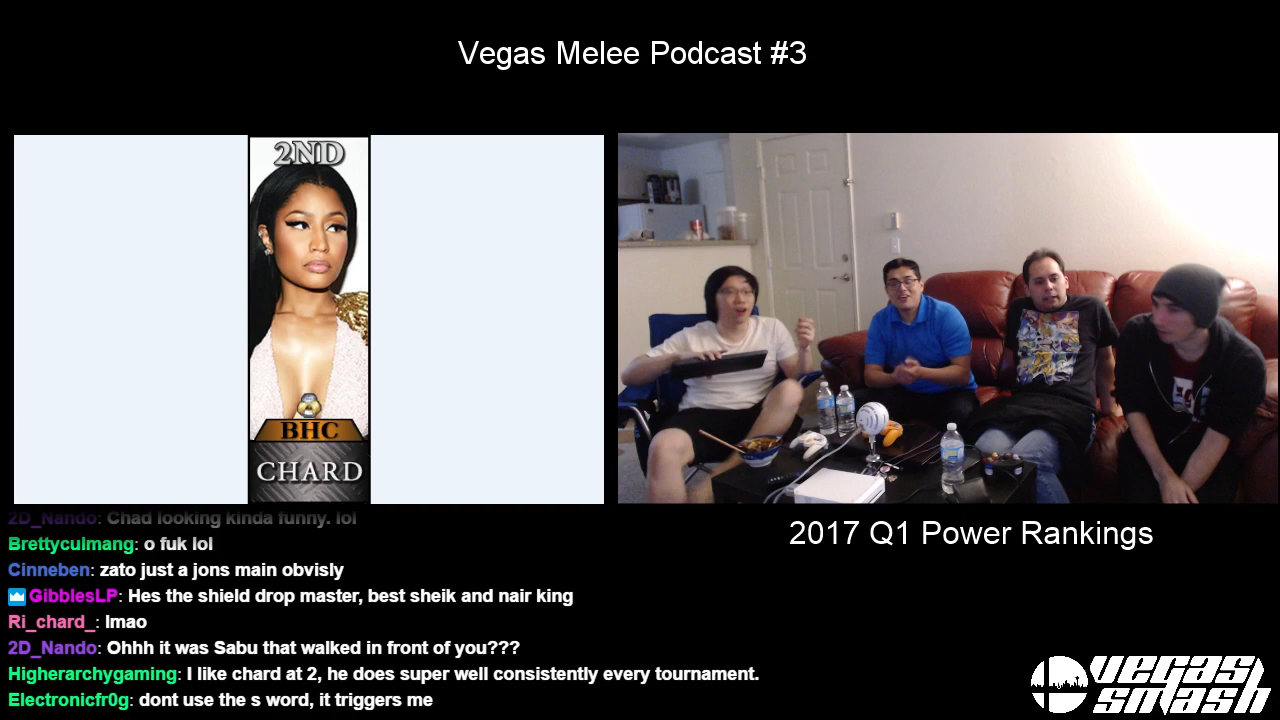 Vegas Melee Podcast #3
2ND
BHC
CHARD
2D_Nando: Chad looking kinda funny. lol
Brettyculmang: o fuk lol
Cinneben: zato just a jons main obvisly
GibblesLP: Hes the shield drop master, best sheik and nair king
Ri_chard_: lmao
2D_Nando: Ohhh it was Sabu that walked in front of you???
Higherarchygaming: I like chard at 2, he does super well consistently every tournament.
Electronicfr0g: dont use the s word, it triggers me
2017 Q1 Power Rankings
VEGAS
SMASH